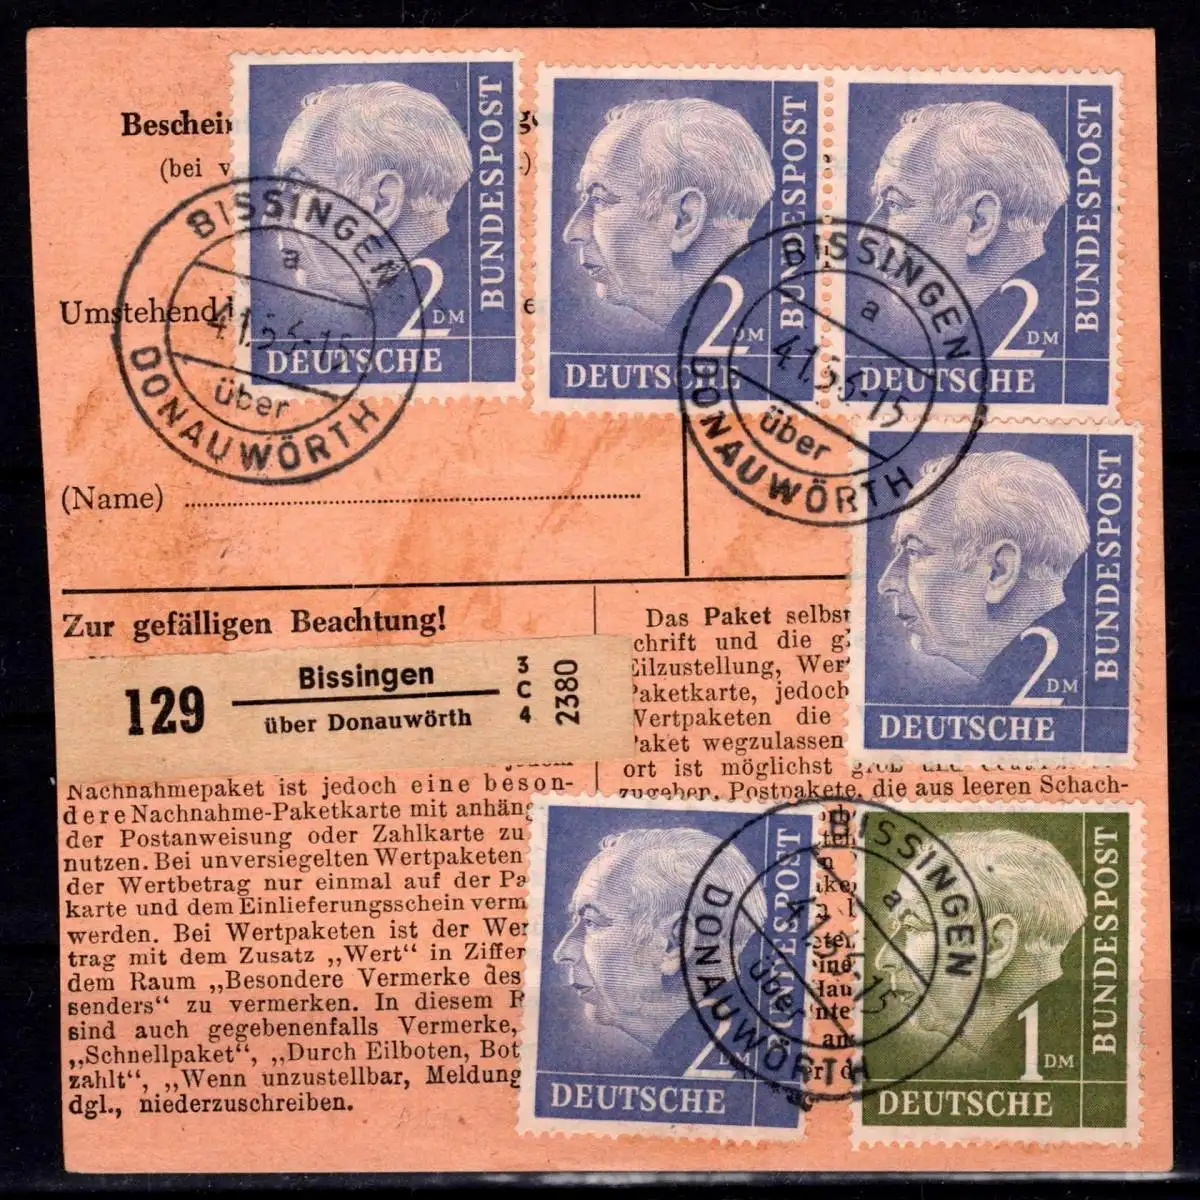 Beschei
(bei v
Umstehend
(Name)
2 DM
DEUTSCHE
BUNDESPOST
2 DM
DEUTSCHE
BUNDESPOST
2 DM
DEUTSCHE
BUNDESPOST
2 DM
DEUTSCHE
BUNDESPOST
BISSINGEN
a
über
DONAUWÖRTH
BISSINGEN
a
über
DONAUWÖRTH
Zur gefälligen Beachtung!
129
Bissingen
über Donauwörth
3
C
4
2380
Nachnahmepaket ist jedoch eine beson-
dere Nachnahme-Paketkarte mit anhäng
der Postanweisung oder Zahlkarte zu
nutzen. Bei unversiegelten Wertpaketen
der Wertbetrag nur einmal auf der Pa
karte und dem Einlieferungsschein verm
werden. Bei Wertpaketen ist der Wer
trag mit dem Zusatz „Wert“ in Ziffer
dem Raum „Besondere Vermerke des
senders“ zu vermerken. In diesem R
sind auch gegebenenfalls Vermerke,
„Schnellpaket“, „Durch Eilboten, Bot
zahlt“, „Wenn unzustellbar, Meldung
dgl., niederzuschreiben.
Das Paket selbst
chrift und die gl
Eilzustellung, Wer
Paketkarte, jedoch
Wertpaketen die
Paket wegzulassen
ort ist möglichst groß und
zugeben. Postpakete, die aus leeren Schach-
2 DM
DEUTSCHE
BUNDESPOST
1 DM
DEUTSCHE
BUNDESPOST
BISSINGEN
a
über
DONAUWÖRTH